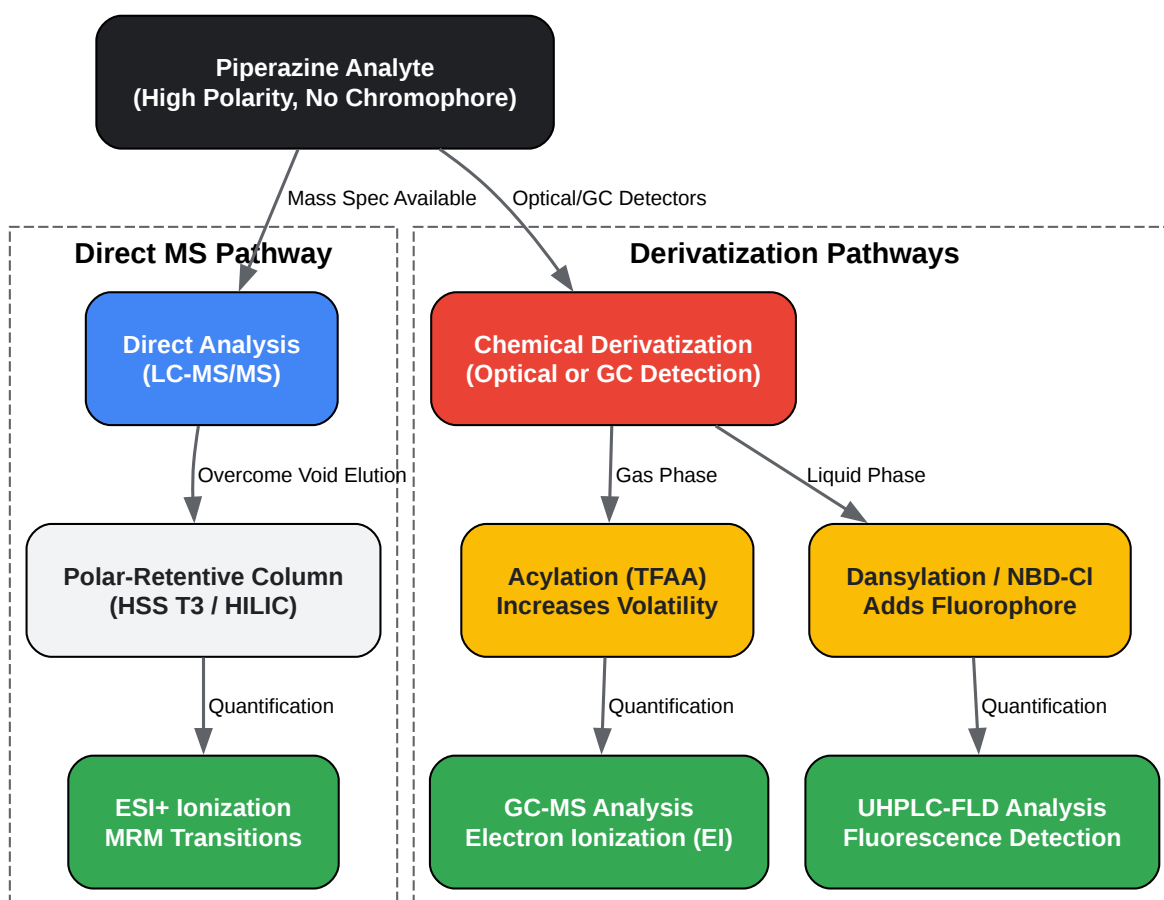 Piperazine Analyte
(High Polarity, No Chromophore)
Mass Spec Available
Optical/GC Detectors
Direct MS Pathway
Derivatization Pathways
Direct Analysis
(LC-MS/MS)
Chemical Derivatization
(Optical or GC Detection)
Overcome Void Elution
Gas Phase
Liquid Phase
Polar-Retentive Column
(HSS T3 / HILIC)
Acylation (TFAA)
Increases Volatility
Dansylation / NBD-Cl
Adds Fluorophore
Quantification
Quantification
Quantification
ESI+ Ionization
MRM Transitions
GC-MS Analysis
Electron Ionization (EI)
UHPLC-FLD Analysis
Fluorescence Detection